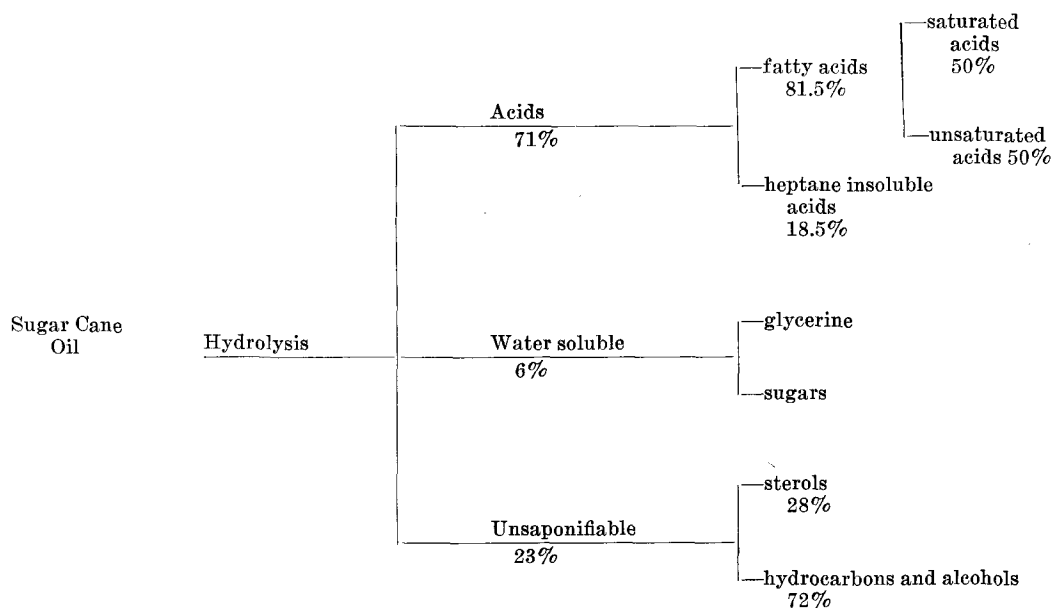 saturated
acids
50%
fatty acids
81.5%
Acids
71%
unsaturated
acids 50%
heptane insoluble
acids
18.5%
Sugar Cane
Oil
Hydrolysis
Water soluble
6%
glycerine
sugars
sterols
28%
Unsaponifiable
23%
hydrocarbons and alcohols
72%